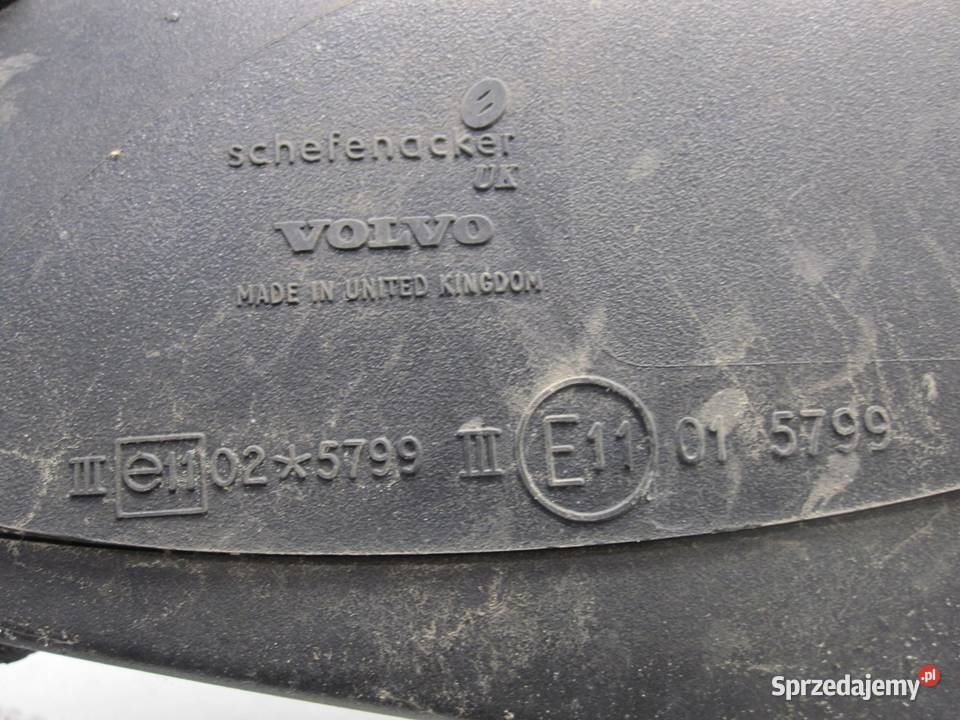 schefenacker
UK
VOLVO
MADE IN UNITED KINGDOM
III e11 02*5799 III E11 01 5799
Sprzedajemy.pl